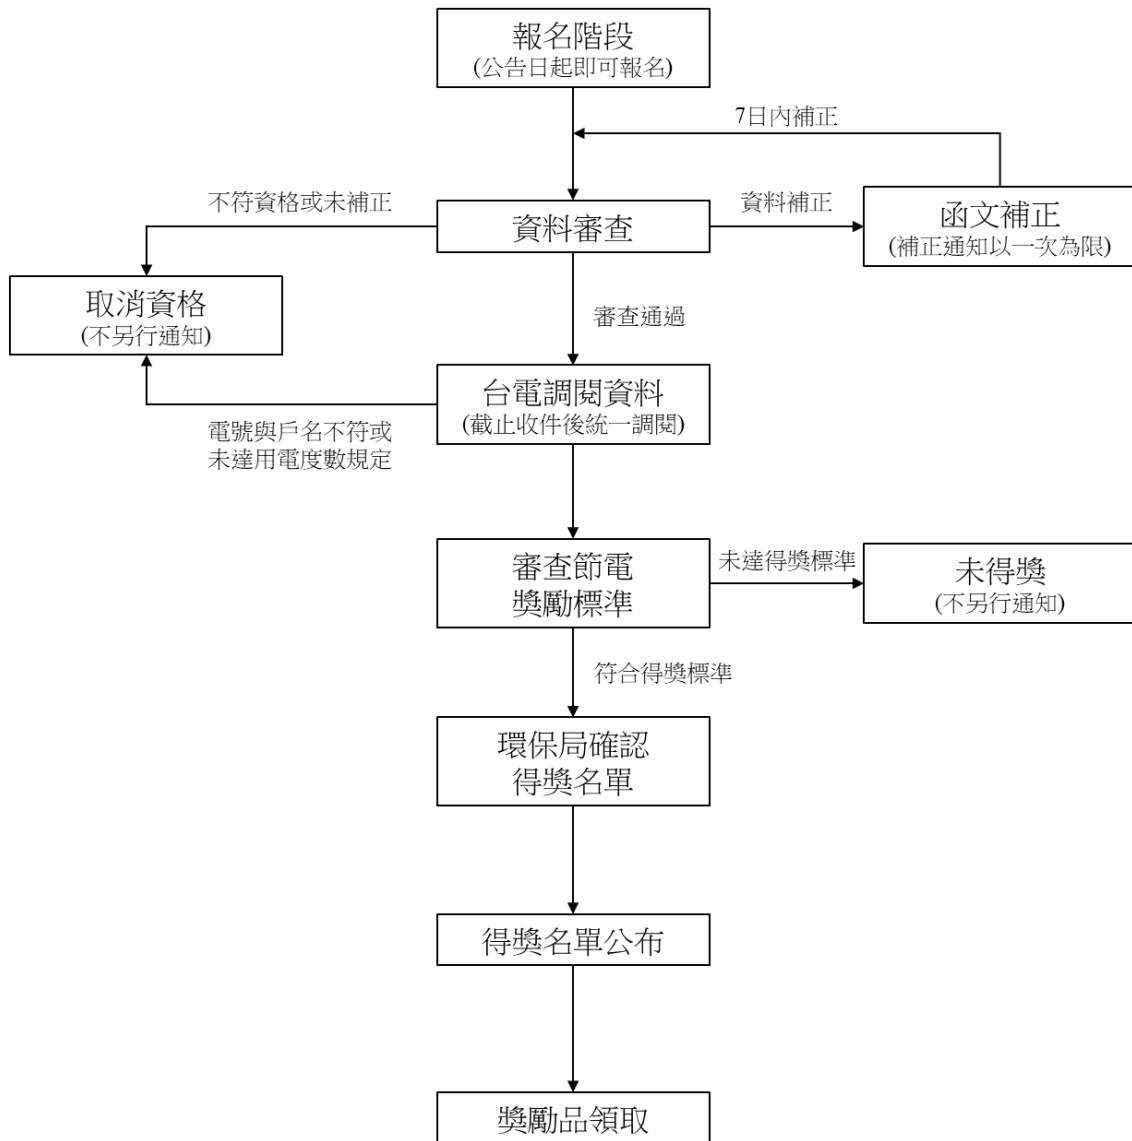 報名階段
(公告日起即可報名)
7日內補正
不符資格或未補正
資料審查
資料補正
函文補正
(補正通知以一次為限)
取消資格
(不另行通知)
審查通過
台電調閱資料
(截止收件後統一調閱)
電號與戶名不符或
未達用電度數規定
審查節電
獎勵標準
未達得獎標準
未得獎
(不另行通知)
符合得獎標準
環保局確認
得獎名單
得獎名單公布
獎勵品領取